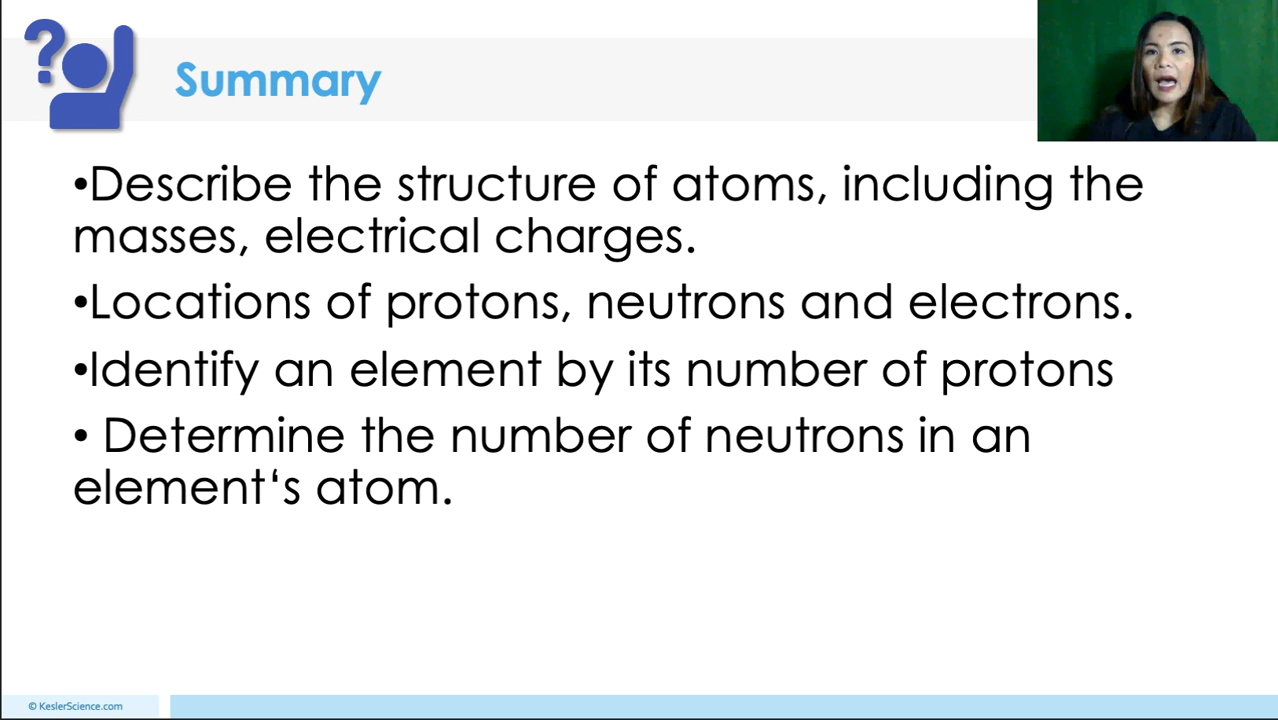 Summary
•Describe the structure of atoms, including the
masses, electrical charges.
•Locations of protons, neutrons and electrons.
•Identify an element by its number of protons
• Determine the number of neutrons in an
element‘s atom.
© KeslerScience.com